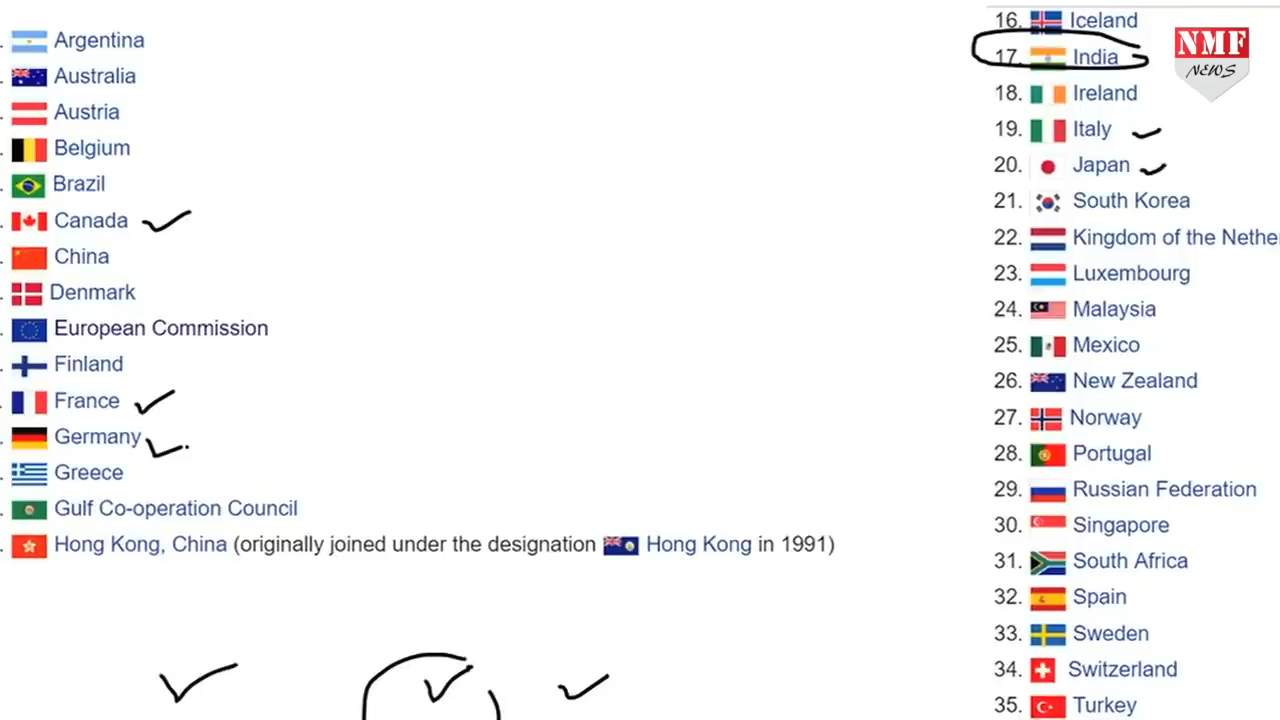 Argentina
Australia
Austria
Belgium
Brazil
Canada
China
Denmark
European Commission
Finland
France
Germany
Greece
Gulf Co-operation Council
Hong Kong, China (originally joined under the designation Hong Kong in 1991)
16. Iceland
17. India
18. Ireland
19. Italy
20. Japan
21. South Korea
22. Kingdom of the Nethe
23. Luxembourg
24. Malaysia
25. Mexico
26. New Zealand
27. Norway
28. Portugal
29. Russian Federation
30. Singapore
31. South Africa
32. Spain
33. Sweden
34. Switzerland
35. Turkey
NMF
NEWS